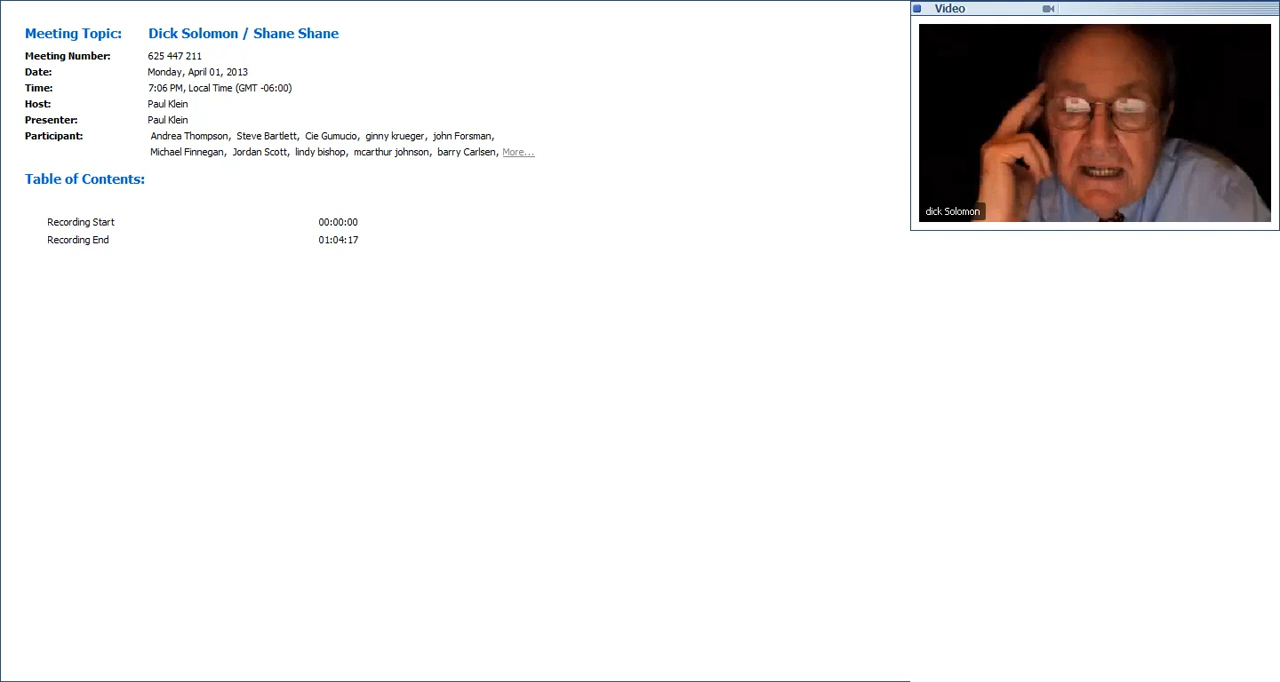 Meeting Topic: Dick Solomon / Shane Shane
Meeting Number: 625 447 211
Date: Monday, April 01, 2013
Time: 7:06 PM, Local Time (GMT -06:00)
Host: Paul Klein
Presenter: Paul Klein
Participant: Andrea Thompson, Steve Bartlett, Cie Gumucio, ginny krueger, john Forsman,
Michael Finnegan, Jordan Scott, lindy bishop, mcarthur johnson, barry Carlsen, More...
Table of Contents:
Recording Start 00:00:00
Recording End 01:04:17
Video
dick Solomon